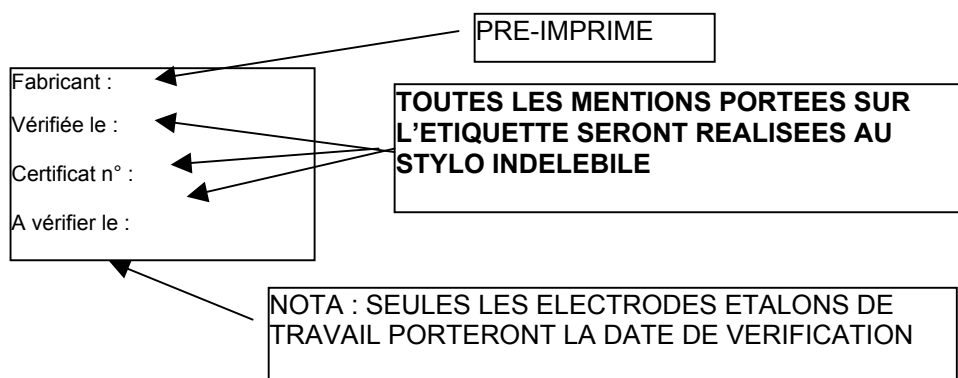 PRE-IMPRIME
Fabricant :
Vérifiée le :
Certificat n° :
A vérifier le :
TOUTES LES MENTIONS PORTEES SUR
L’ETIQUETTE SERONT REALISEES AU
STYLO INDELEBILE
NOTA : SEULES LES ELECTRODES ETALONS DE
TRAVAIL PORTERONT LA DATE DE VERIFICATION